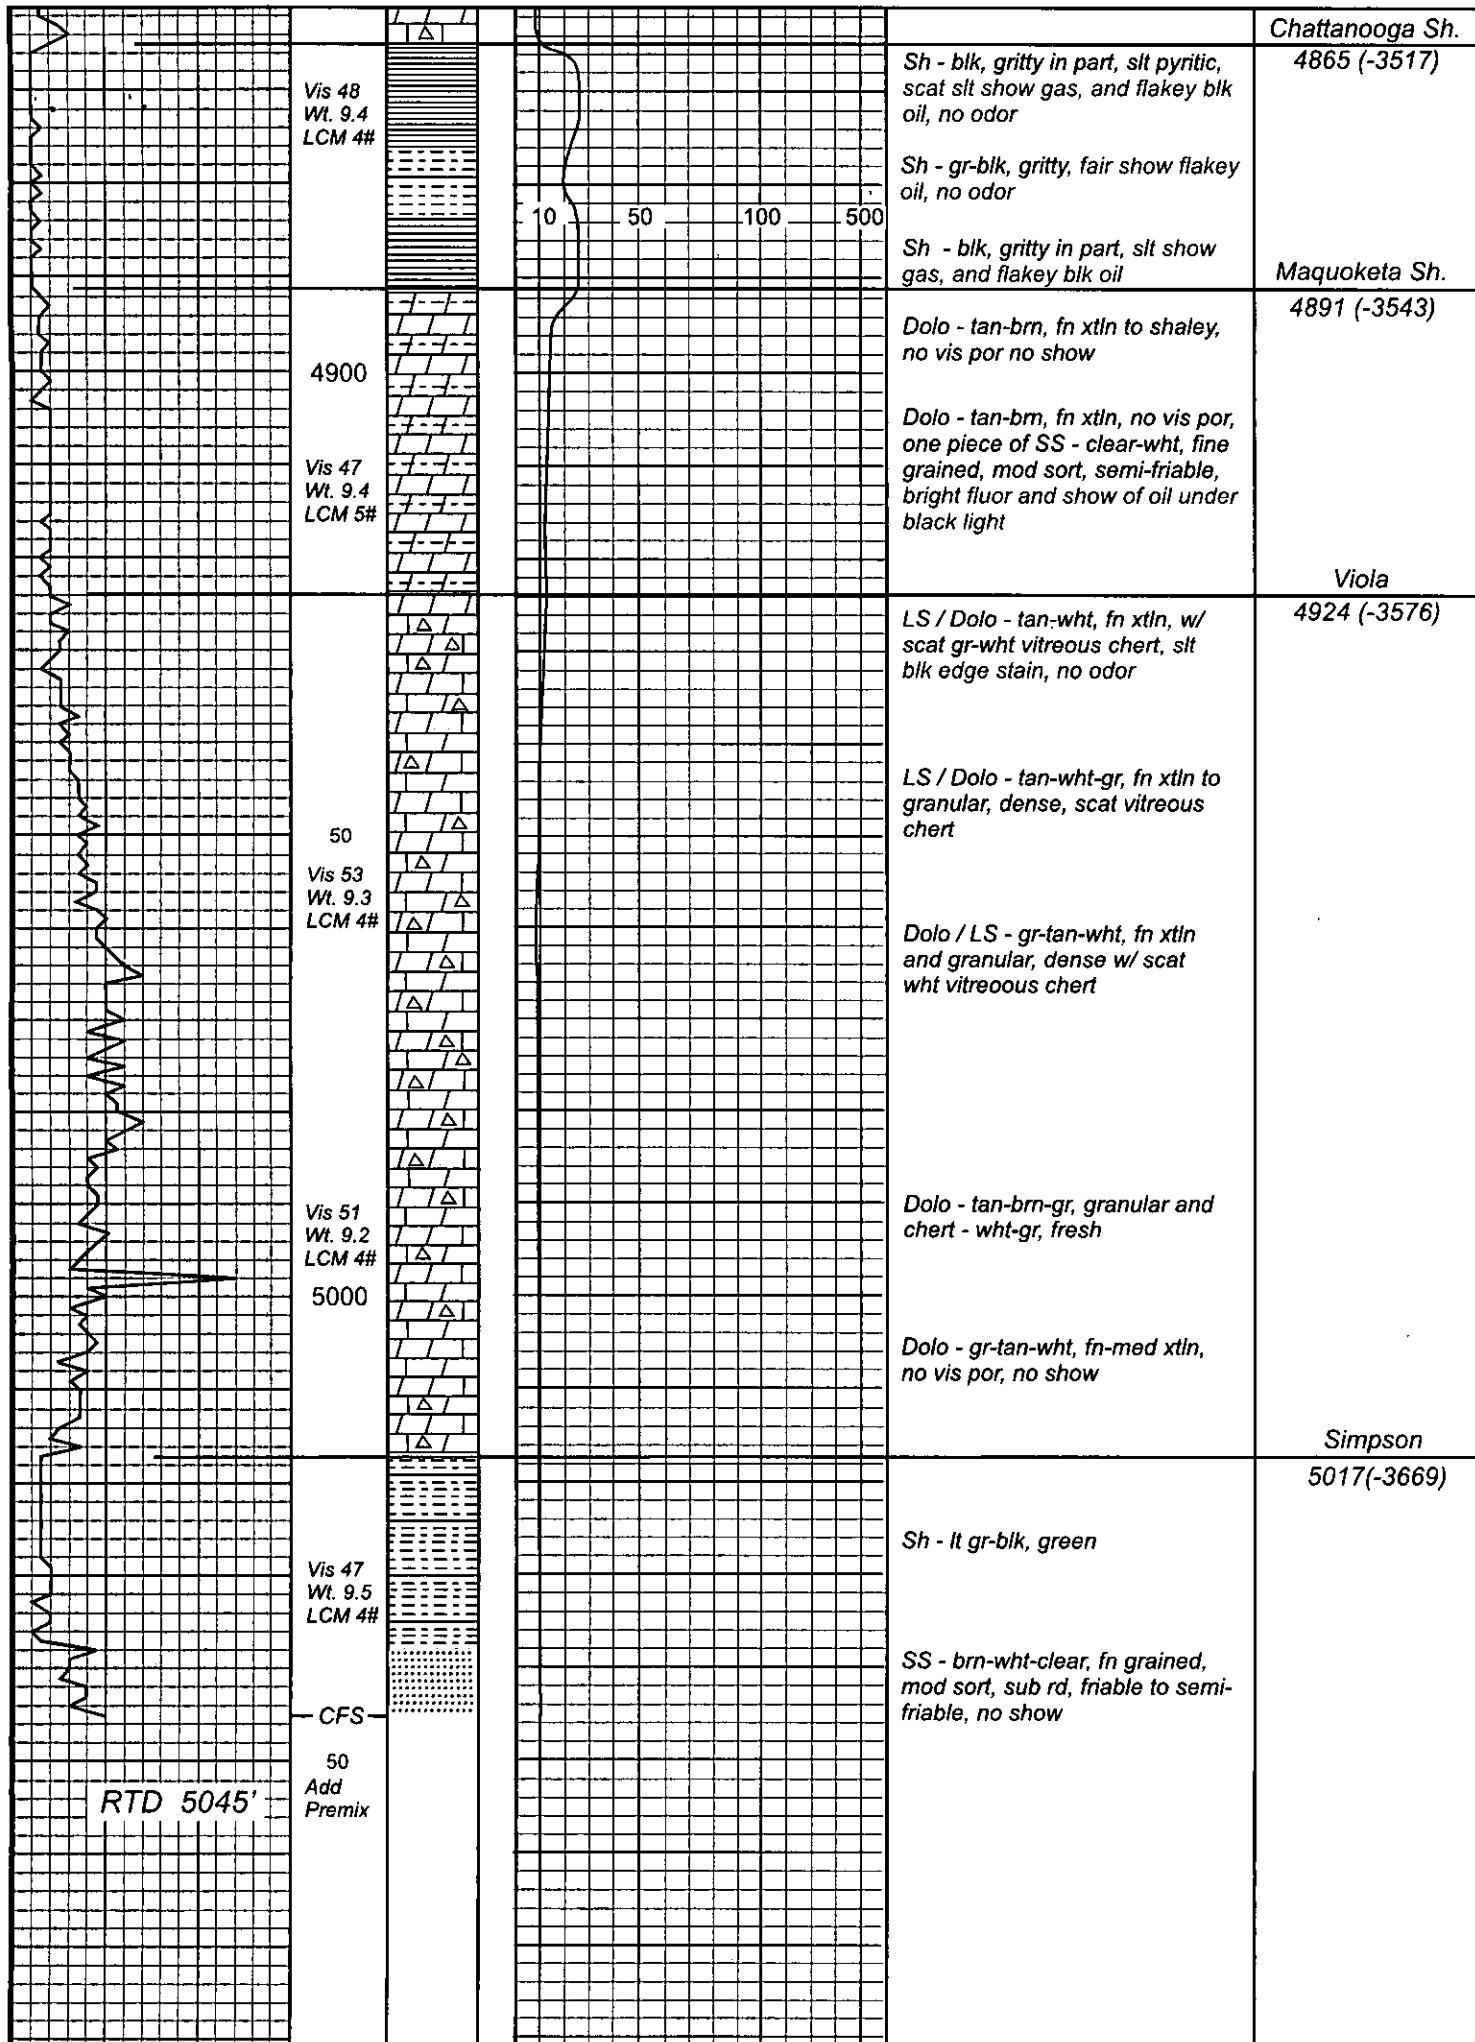 Chattanooga Sh.
4865 (-3517)
Sh - blk, gritty in part, slt pyritic,
scat slt show gas, and flakey blk
oil, no odor
Vis 48
Wt. 9.4
LCM 4#
Sh - gr-blk, gritty, fair show flakey
oil, no odor
10 50 100 500
Sh - blk, gritty in part, slt show
gas, and flakey blk oil
Maquoketa Sh.
4891 (-3543)
Dolo - tan-brn, fn xtln to shaley,
no vis por no show
4900
Dolo - tan-brn, fn xtln, no vis por,
one piece of SS - clear-wht, fine
grained, mod sort, semi-friable,
bright fluor and show of oil under
black light
Vis 47
Wt. 9.4
LCM 5#
Viola
4924 (-3576)
LS / Dolo - tan-wht, fn xtln, w/
scat gr-wht vitreous chert, slt
blk edge stain, no odor
LS / Dolo - tan-wht-gr, fn xtln to
granular, dense, scat vitreous
chert
50
Vis 53
Wt. 9.3
LCM 4#
Dolo / LS - gr-tan-wht, fn xtln
and granular, dense w/ scat
wht vitreoous chert
Dolo - tan-brn-gr, granular and
chert - wht-gr, fresh
Vis 51
Wt. 9.2
LCM 4#
5000
Dolo - gr-tan-wht, fn-med xtln,
no vis por, no show
Simpson
5017(-3669)
Sh - lt gr-blk, green
Vis 47
Wt. 9.5
LCM 4#
SS - brn-wht-clear, fn grained,
mod sort, sub rd, friable to semi-
friable, no show
CFS
50
Add
Premix
RTD 5045'